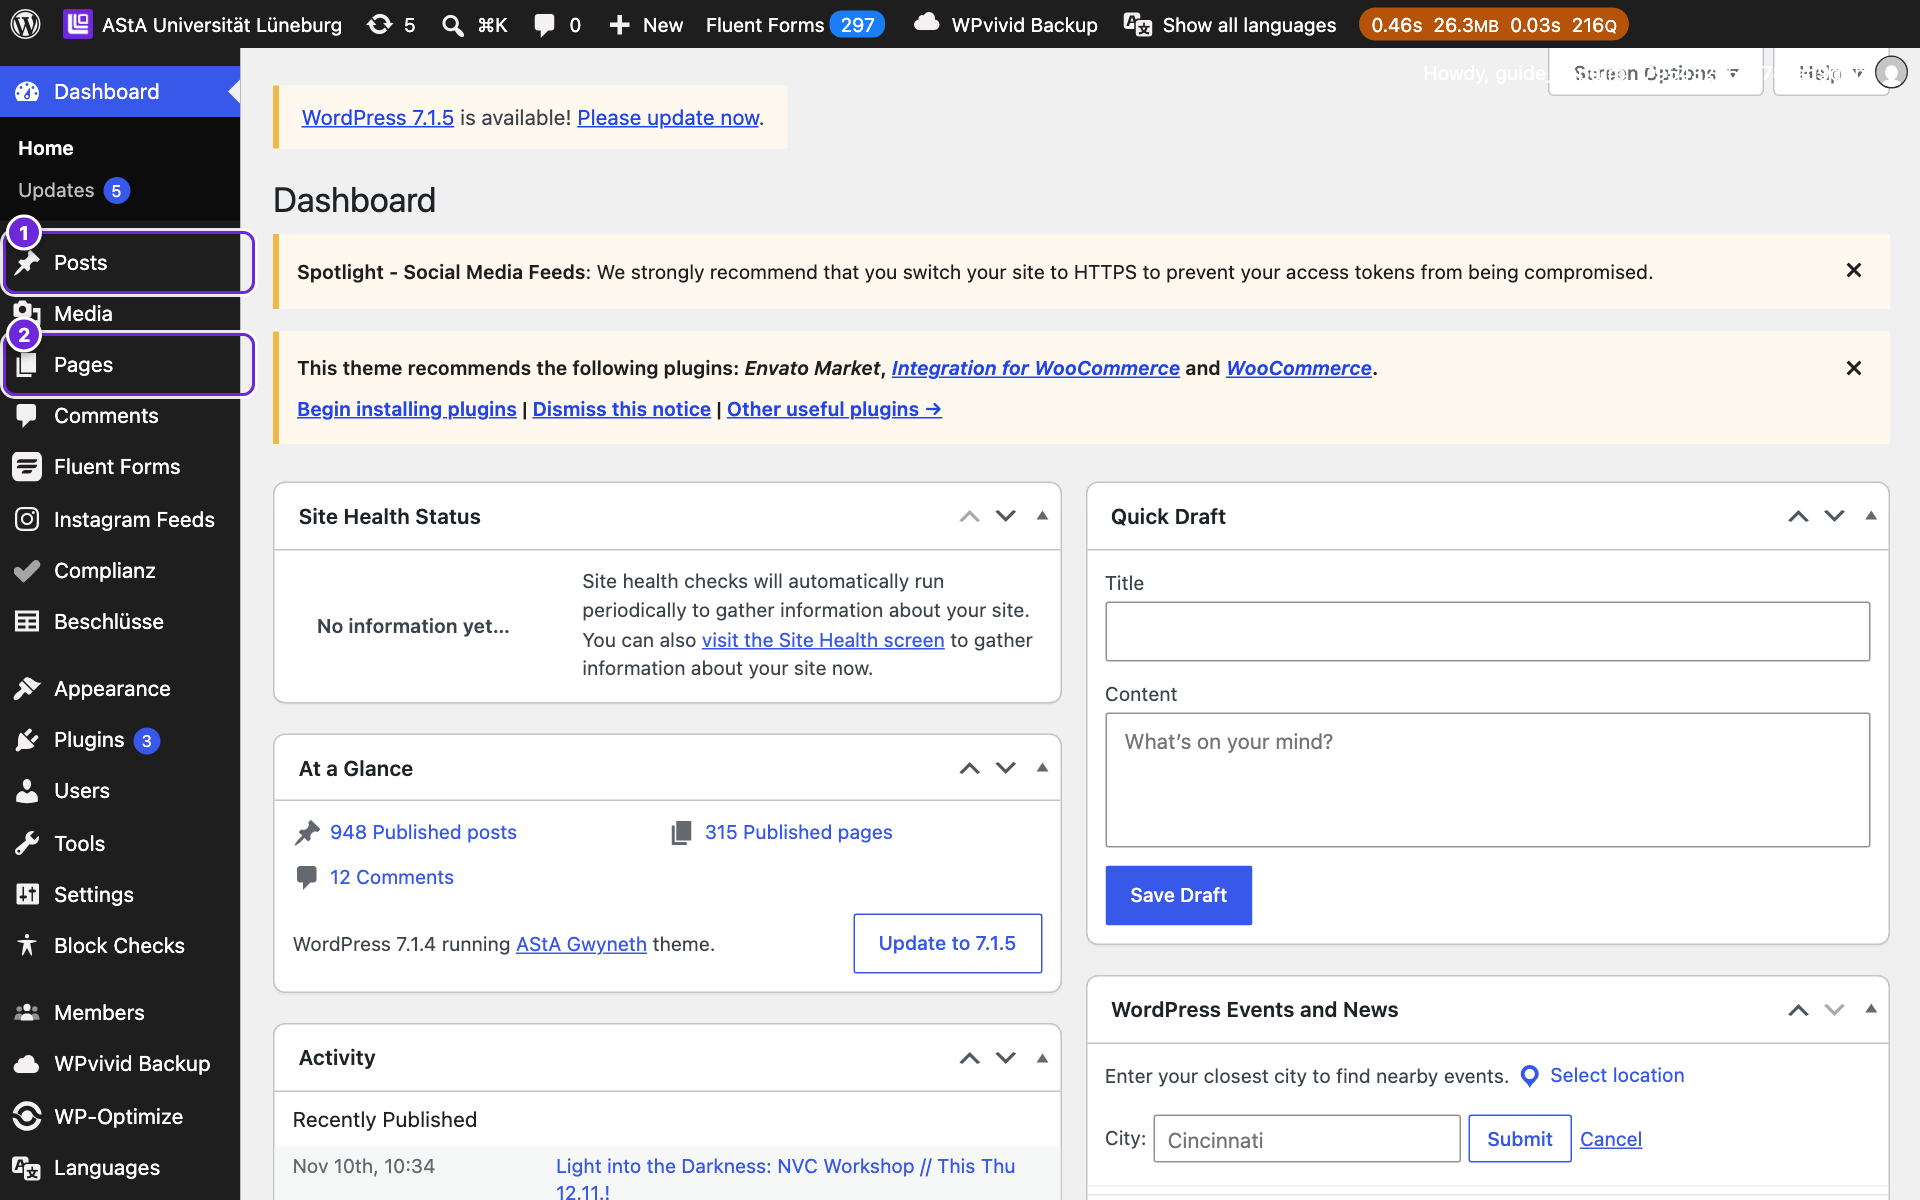 AStA Universität Lüneburg
5
⌘K
0
New
Fluent Forms 297
WPvivid Backup
Show all languages
0.46s 26.3MB 0.03s 216Q
Howdy, guide_
Screen Options
Help
WordPress 7.1.5 is available! Please update now.
Dashboard
Home
Updates 5
1
Posts
Media
2
Pages
Comments
Fluent Forms
Instagram Feeds
Complianz
Beschlüsse
Appearance
Plugins 3
Users
Tools
Settings
Block Checks
Members
WPvivid Backup
WP-Optimize
Languages
Dashboard
Spotlight - Social Media Feeds: We strongly recommend that you switch your site to HTTPS to prevent your access tokens from being compromised.
This theme recommends the following plugins: Envato Market, Integration for WooCommerce and WooCommerce.
Begin installing plugins | Dismiss this notice | Other useful plugins →
Site Health Status
No information yet...
Site health checks will automatically run
periodically to gather information about your site.
You can also visit the Site Health screen to gather
information about your site now.
At a Glance
948 Published posts
315 Published pages
12 Comments
WordPress 7.1.4 running AStA Gwyneth theme.
Update to 7.1.5
Activity
Recently Published
Nov 10th, 10:34
Light into the Darkness: NVC Workshop // This Thu
12.11.!
Quick Draft
Title
Content
What's on your mind?
Save Draft
WordPress Events and News
Enter your closest city to find nearby events.
Select location
City:
Cincinnati
Submit
Cancel